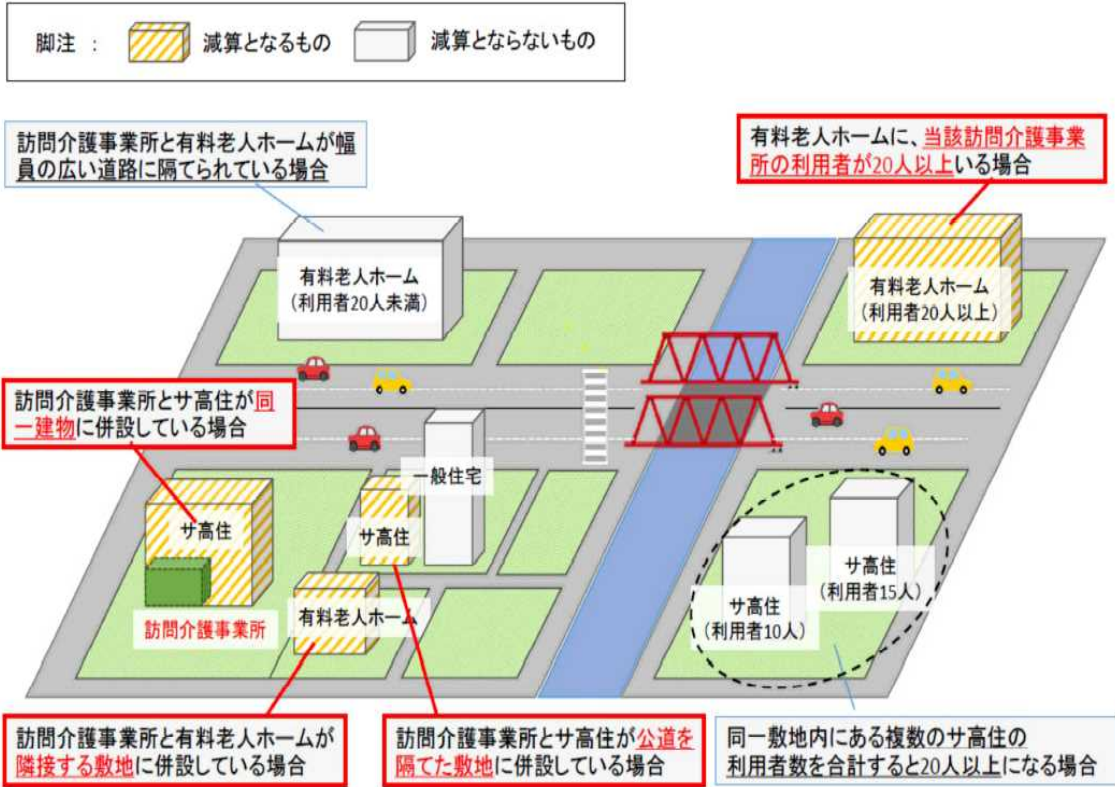 脚注 ： 減算となるもの 減算とならないもの
訪問介護事業所と有料老人ホームが幅
員の広い道路に隔てられている場合
有料老人ホームに、当該訪問介護事業
所の利用者が20人以上いる場合
有料老人ホーム
（利用者20人未満）
有料老人ホーム
（利用者20人以上）
訪問介護事業所とサ高住が同
一建物に併設している場合
一般住宅
サ高住
サ高住
訪問介護事業所
有料老人ホーム
サ高住
（利用者15人）
サ高住
（利用者10人）
訪問介護事業所と有料老人ホームが
隣接する敷地に併設している場合
訪問介護事業所とサ高住が公道を
隔てた敷地に併設している場合
同一敷地内にある複数のサ高住の
利用者数を合計すると20人以上になる場合